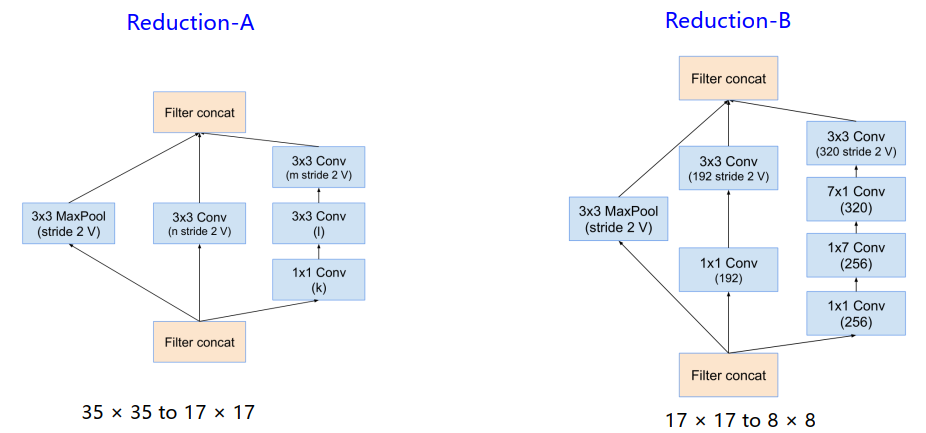 Reduction-A
Filter concat
3x3 Conv
(m stride 2 V)
3x3 MaxPool
(stride 2 V)
3x3 Conv
(n stride 2 V)
3x3 Conv
(l)
1x1 Conv
(k)
Filter concat
35 × 35 to 17 × 17
Reduction-B
Filter concat
3x3 Conv
(320 stride 2 V)
3x3 Conv
(192 stride 2 V)
7x1 Conv
(320)
3x3 MaxPool
(stride 2 V)
1x7 Conv
(256)
1x1 Conv
(192)
1x1 Conv
(256)
Filter concat
17 × 17 to 8 × 8